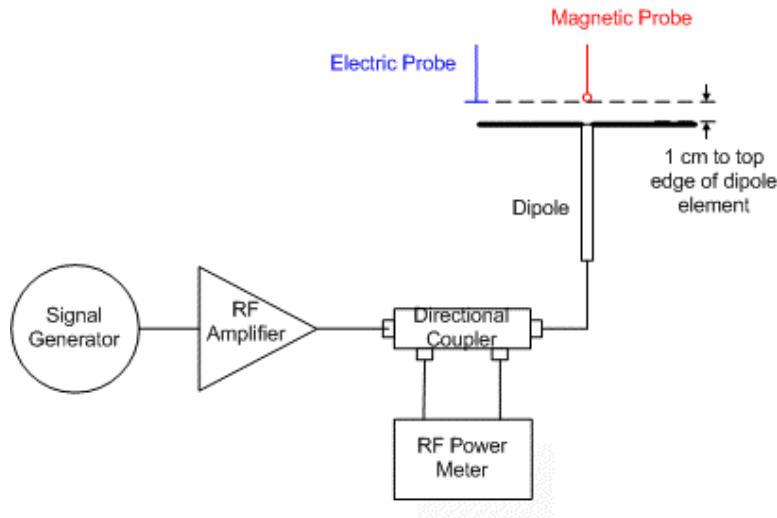 Magnetic Probe
Electric Probe
1 cm to top
edge of dipole
element
Dipole
Signal
Generator
RF
Amplifier
Directional
Coupler
RF Power
Meter